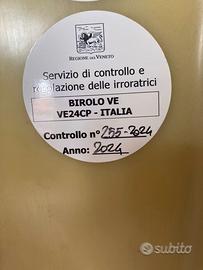 REGIONE DEL VENETO
Servizio di controllo e
regolazione delle irroratrici
BIROLO VE
VE24CP - ITALIA
Controllo n° 255-2024
Anno: 2024
subito